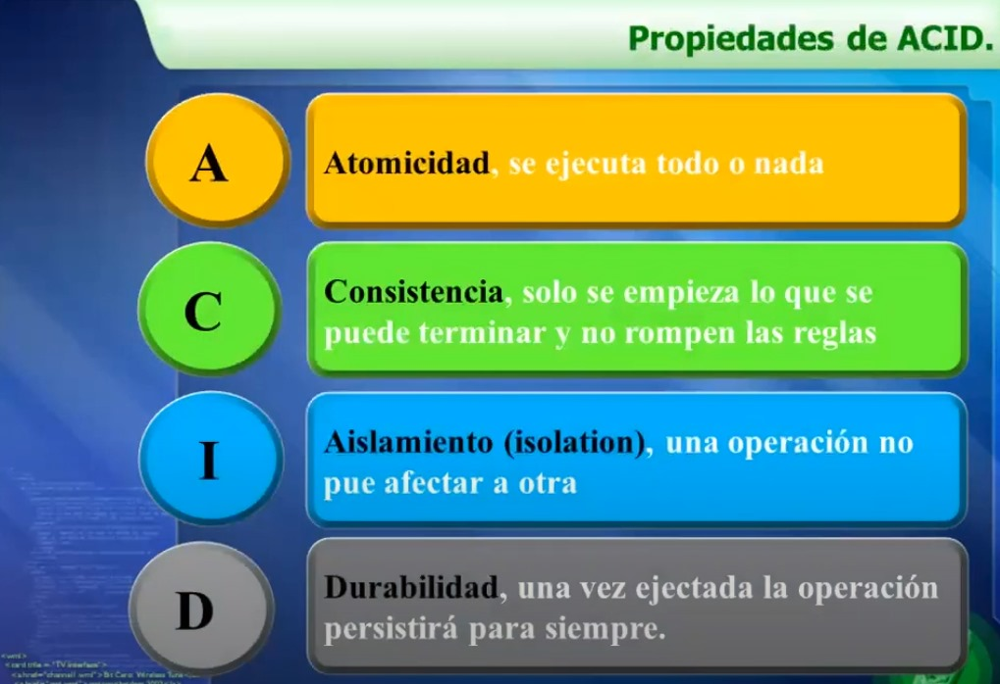 Propiedades de ACID.
A
Atomicidad, se ejecuta todo o nada
C
Consistencia, solo se empieza lo que se
puede terminar y no rompen las reglas
I
Aislamiento (isolation), una operación no
pue afectar a otra
D
Durabilidad, una vez ejectada la operación
persistirá para siempre.
<wml>